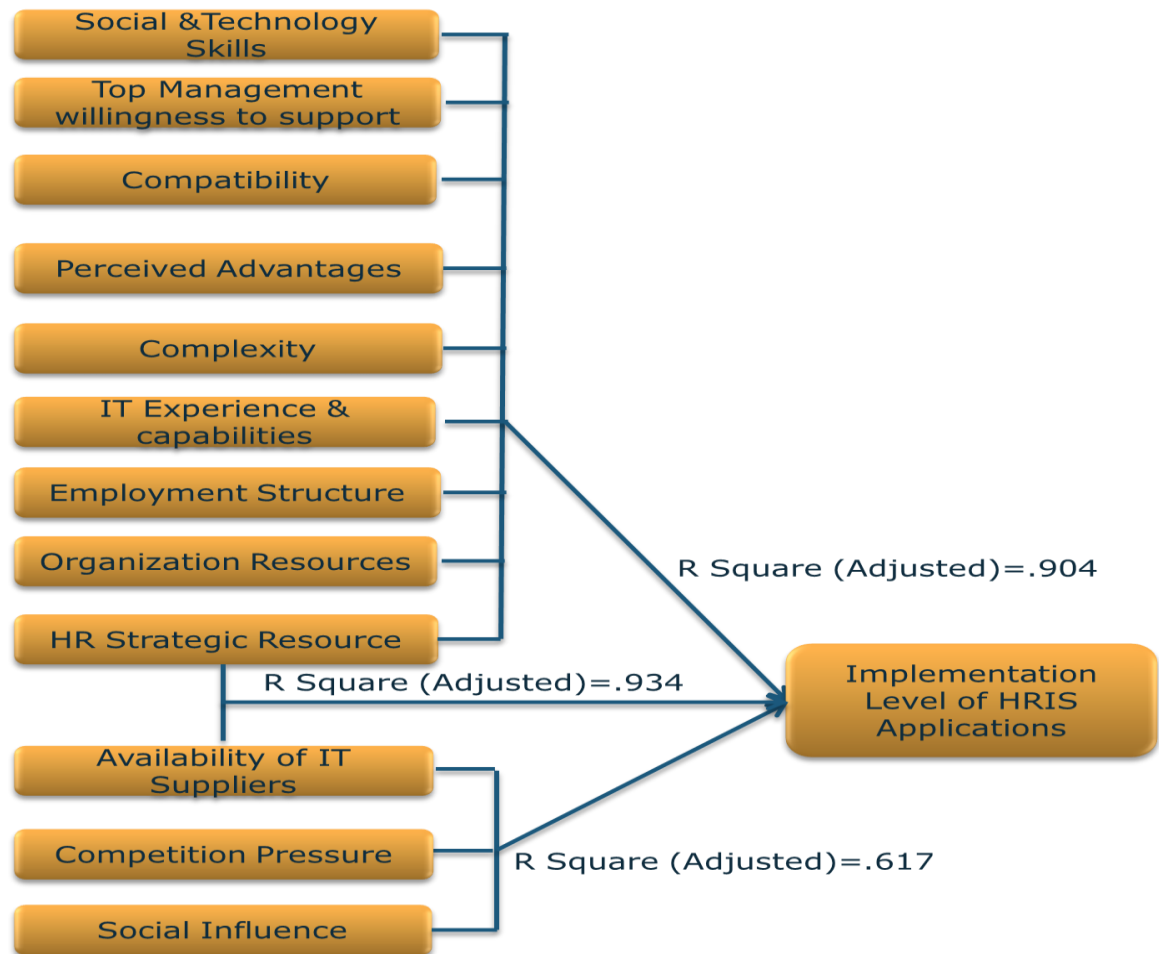 Social &Technology
Skills
Top Management
willingness to support
Compatibility
Perceived Advantages
Complexity
IT Experience &
capabilities
Employment Structure
Organization Resources
R Square (Adjusted)=.904
HR Strategic Resource
R Square (Adjusted)=.934
Implementation
Level of HRIS
Applications
Availability of IT
Suppliers
Competition Pressure
R Square (Adjusted)=.617
Social Influence